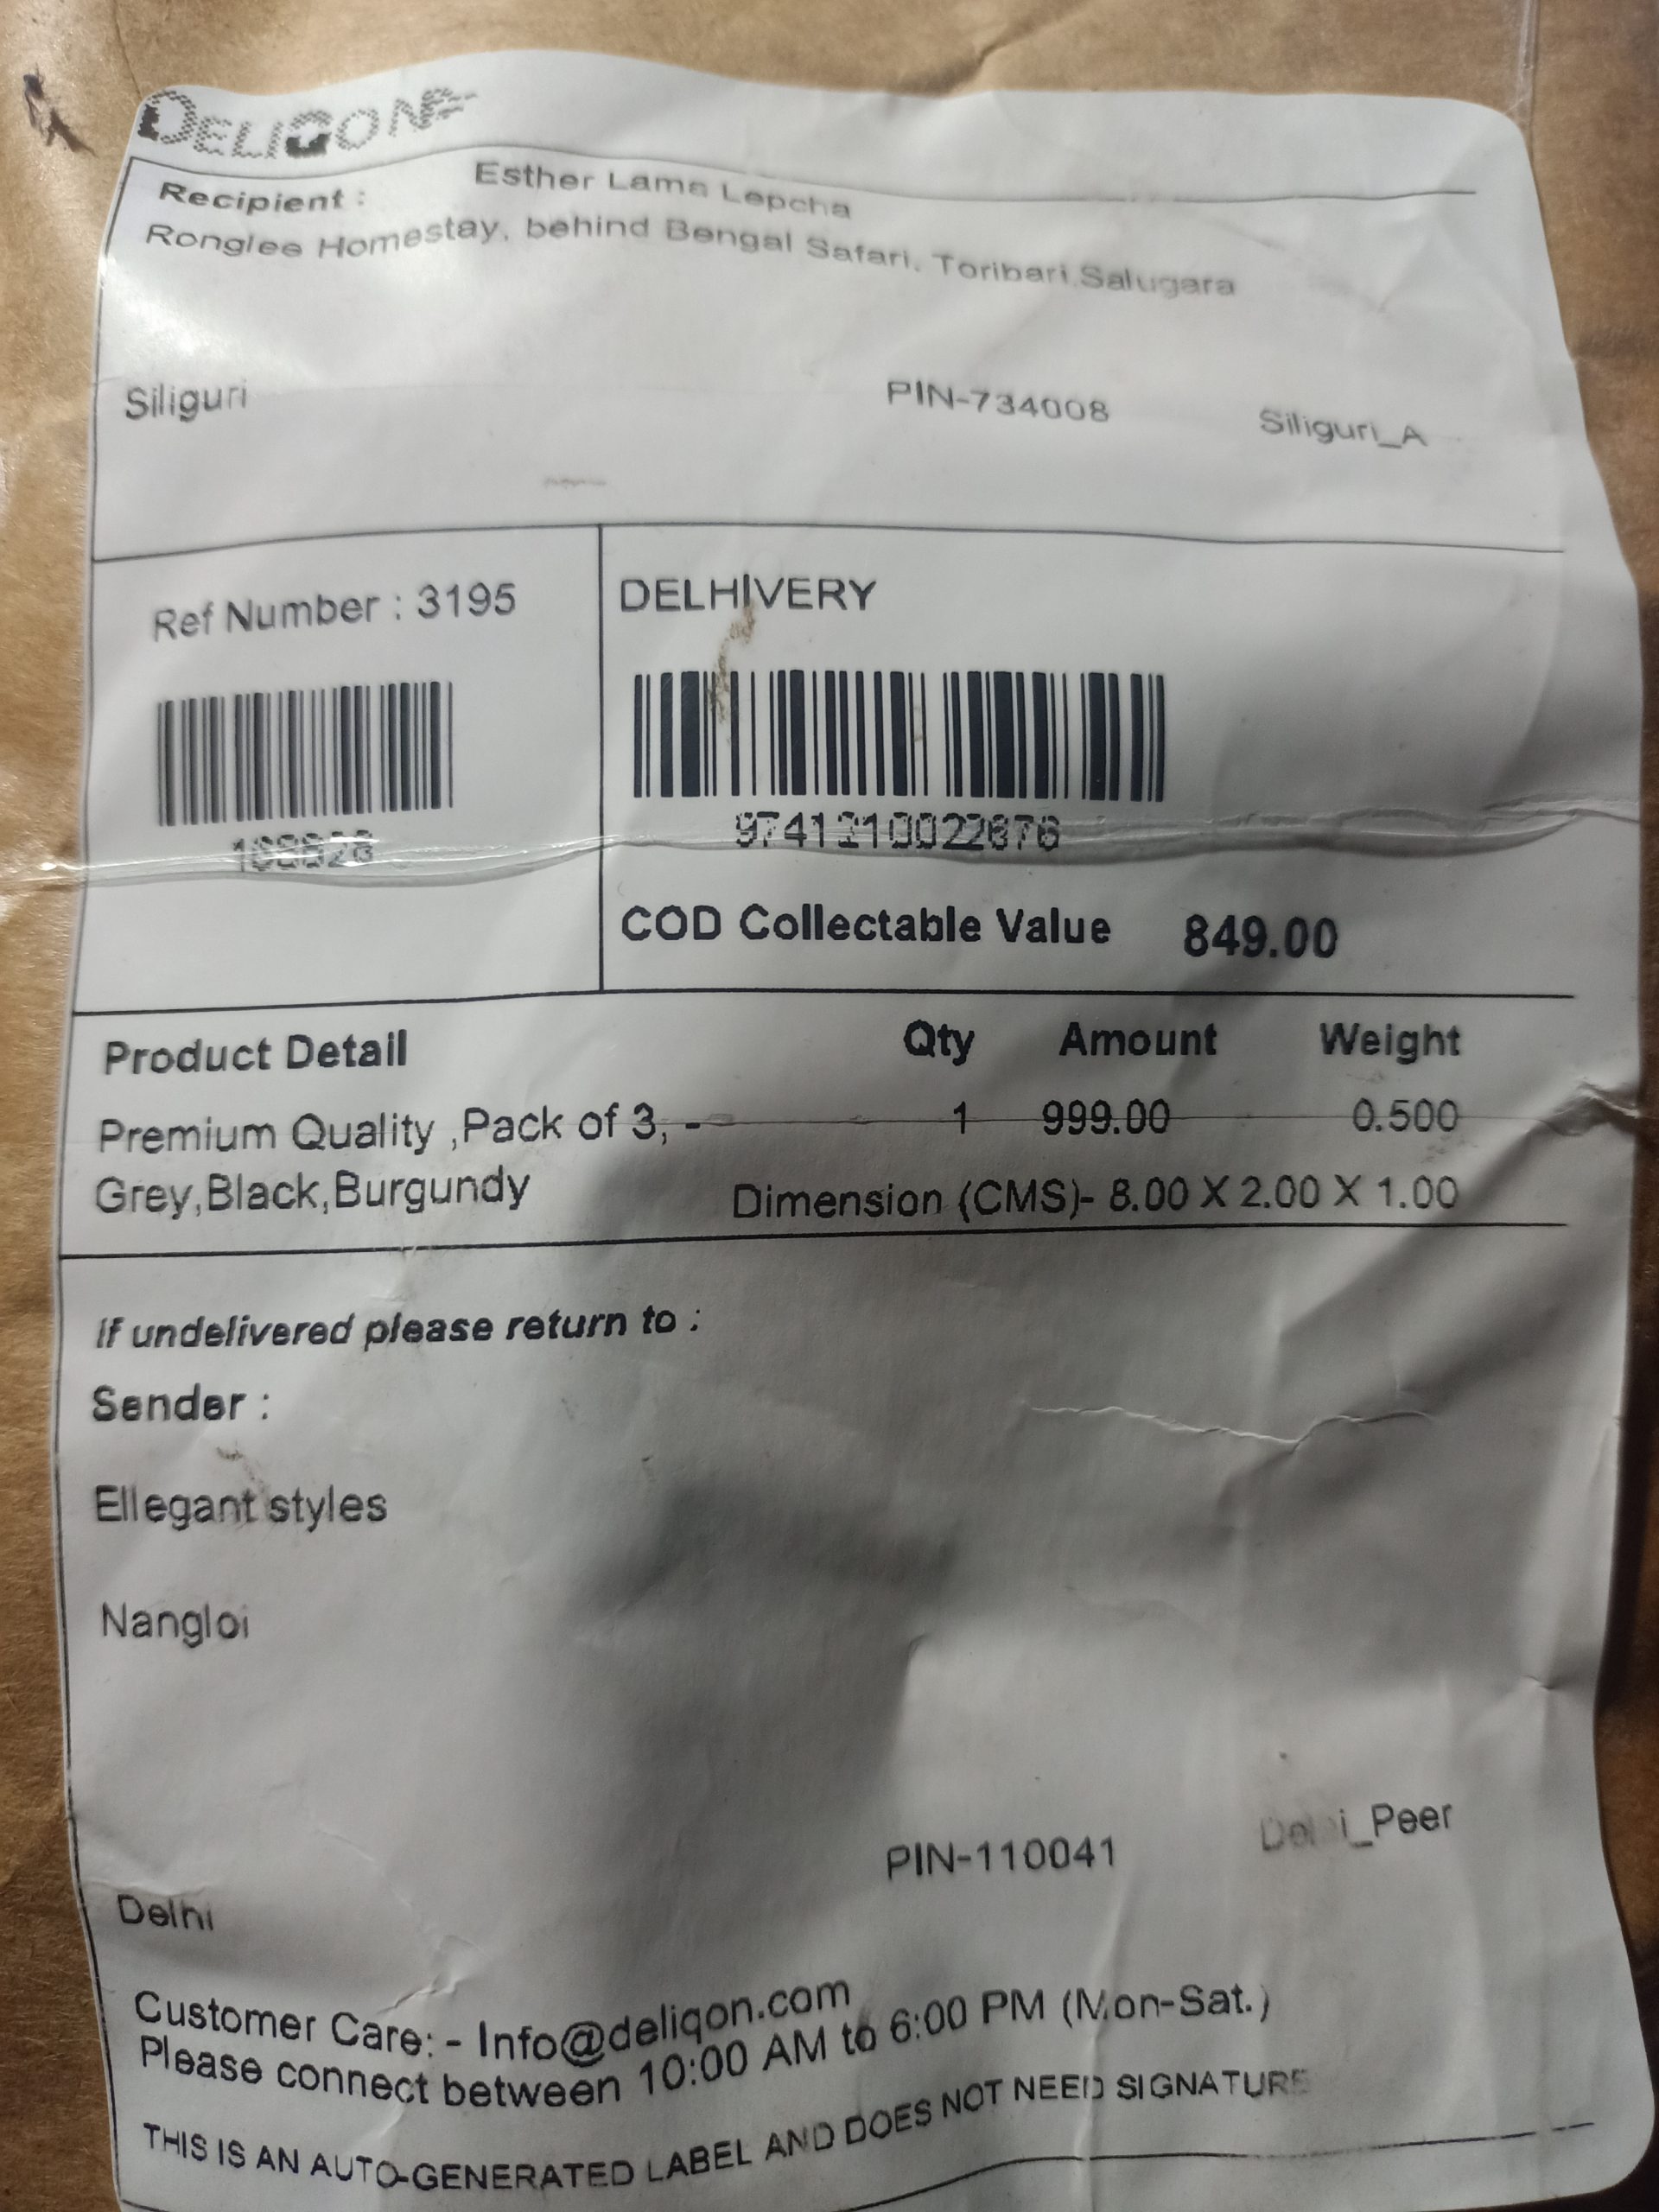 DELIQON
Recipient : Esther Lama Lepcha
Ronglee Homestay, behind Bengal Safari, Toribari,Salugara
Siliguri PIN-734008 Siliguri_A
Ref Number : 3195 DELHIVERY
9741210022676
COD Collectable Value 849.00
Product Detail Qty Amount Weight
Premium Quality ,Pack of 3, - 1 999.00 0.500
Grey,Black,Burgundy Dimension (CMS)- 8.00 X 2.00 X 1.00
If undelivered please return to :
Sender :
Ellegant styles
Nangloi
PIN-110041 Delhi_Peer
Delhi
Customer Care: - Info@deliqon.com
Please connect between 10:00 AM to 6:00 PM (Mon-Sat.)
THIS IS AN AUTO-GENERATED LABEL AND DOES NOT NEED SIGNATURE